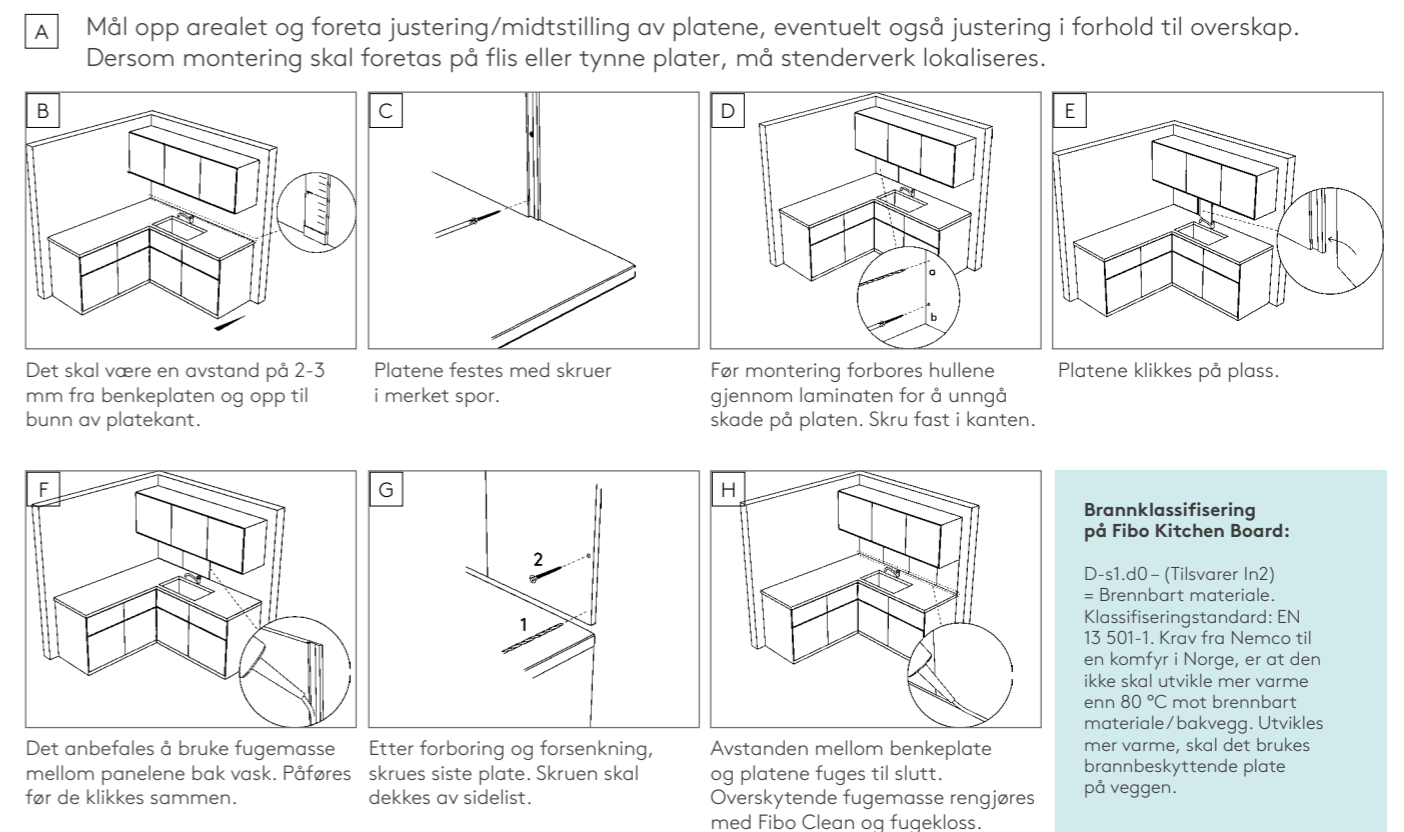 A
Mål opp arealet og foreta justering/midtstilling av platene, eventuelt også justering i forhold til overskap.
Dersom montering skal foretas på flis eller tynne plater, må stenderverk lokaliseres.
B
Det skal være en avstand på 2-3
mm fra benkeplaten og opp til
bunn av platekant.
C
Platene festes med skruer
i merket spor.
D
a
b
Før montering forbores hullene
gjennom laminaten for å unngå
skade på platen. Skru fast i kanten.
E
Platene klikkes på plass.
F
Det anbefales å bruke fugemasse
mellom panelene bak vask. Påføres
før de klikkes sammen.
G
2
1
Etter forboring og forsenkning,
skrues siste plate. Skruen skal
dekkes av sidelist.
H
Avstanden mellom benkeplate
og platene fuges til slutt.
Overskytende fugemasse rengjøres
med Fibo Clean og fugekloss.
Brannklassifisering
på Fibo Kitchen Board:
D-s1.d0 – (Tilsvarer In2)
= Brennbart materiale.
Klassifiseringstandard: EN
13 501-1. Krav fra Nemco til
en komfyr i Norge, er at den
ikke skal utvikle mer varme
enn 80 °C mot brennbart
materiale/bakvegg. Utvikles
mer varme, skal det brukes
brannbeskyttende plate
på veggen.